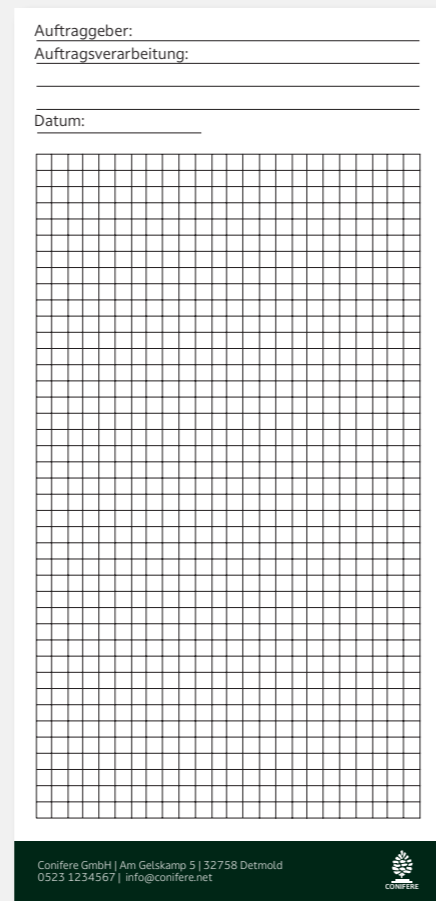 Auftraggeber:
Auftragsverarbeitung:
Datum:
Conifere GmbH | Am Gelskamp 5 | 32758 Detmold
0523 1234567 | info@conifere.net
CONIFERE